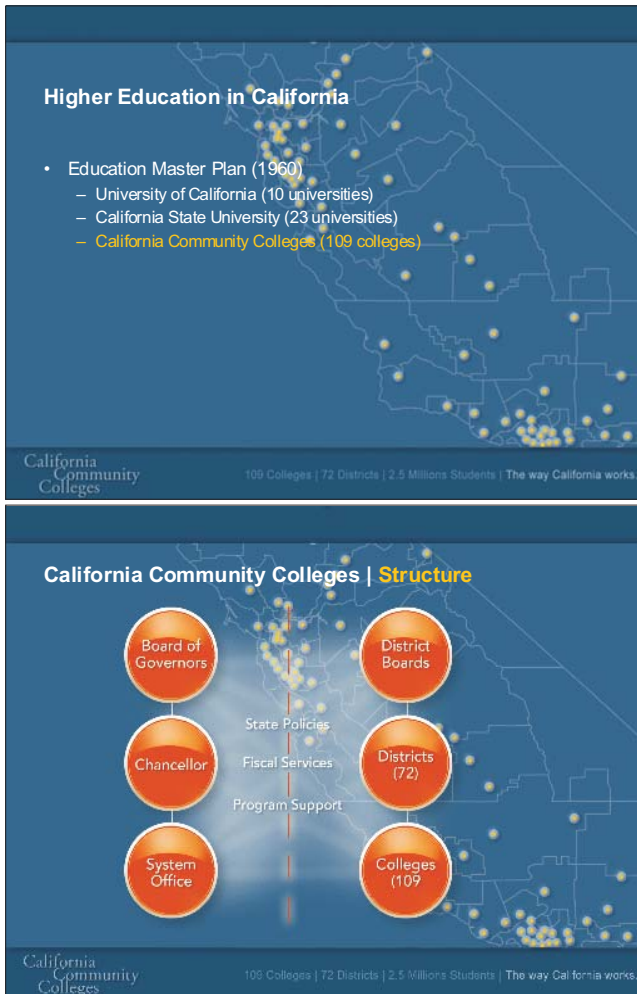 Higher Education in California
• Education Master Plan (1960)
– University of California (10 universities)
– California State University (23 universities)
– California Community Colleges (109 colleges)
California
Community
Colleges
109 Colleges | 72 Districts | 2.5 Millions Students | The way California works.
California Community Colleges | Structure
Board of
Governors
District
Boards
State Policies
Chancellor
Fiscal Services
Districts
(72)
Program Support
System
Office
Colleges
(109
California
Community
Colleges
109 Colleges | 72 Districts | 2.5 Millions Students | The way California works.